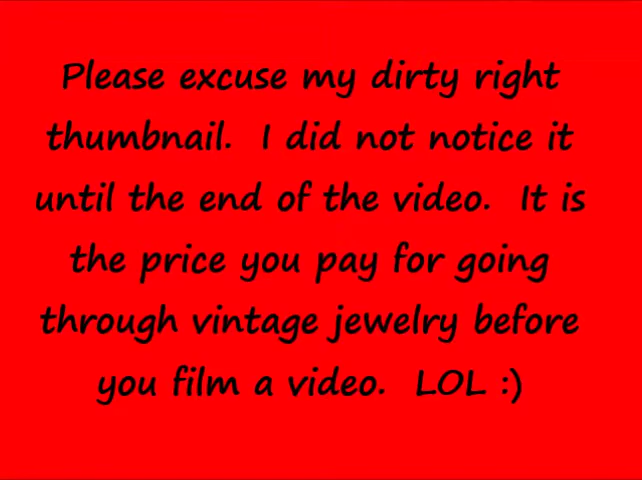 Please excuse my dirty right
thumbnail.  I did not notice it
until the end of the video.  It is
the price you pay for going
through vintage jewelry before
you film a video.  LOL :)